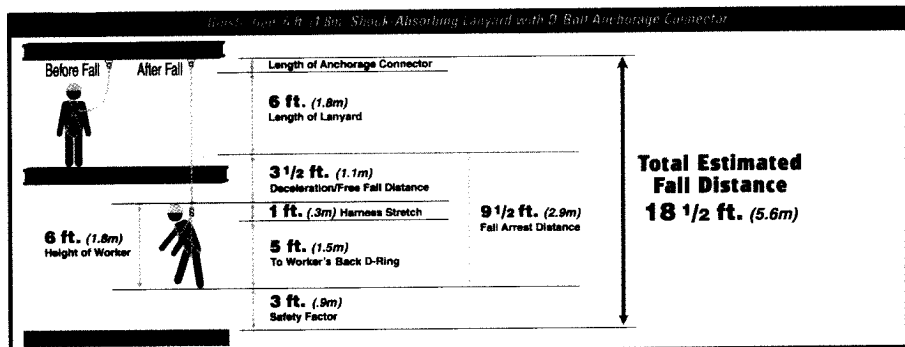 6 ft. (1.8m) Shock-Absorbing Lanyard with D-Bolt Anchorage Connector
Before Fall
After Fall
Length of Anchorage Connector
6 ft. (1.8m)
Length of Lanyard
3 1/2 ft. (1.1m)
Deceleration/Free Fall Distance
1 ft. (.3m) Harness Stretch
9 1/2 ft. (2.9m)
Fall Arrest Distance
6 ft. (1.8m)
Height of Worker
5 ft. (1.5m)
To Worker's Back D-Ring
3 ft. (.9m)
Safety Factor
Total Estimated
Fall Distance
18 1/2 ft. (5.6m)